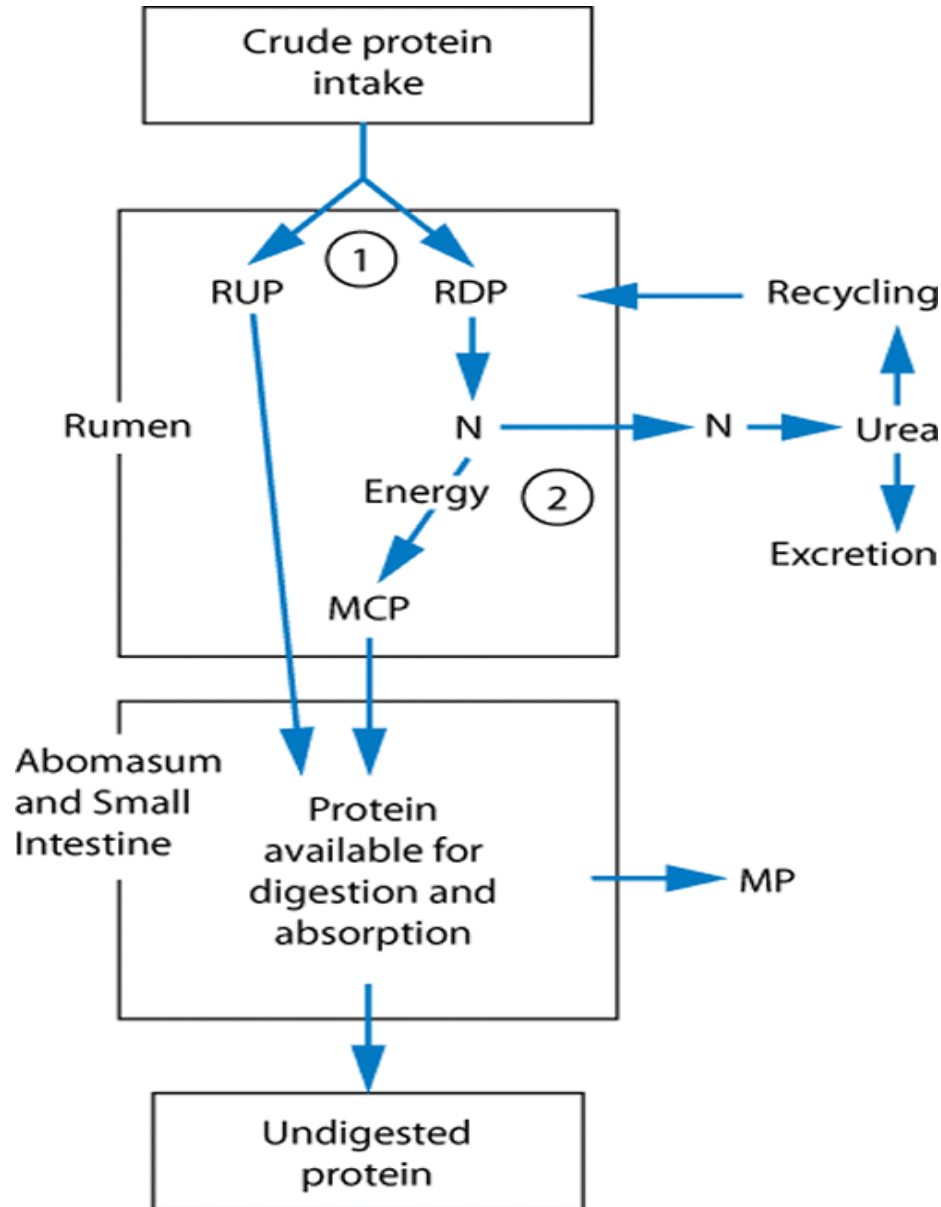 Crude protein
intake
1
RUP
RDP
Recycling
Rumen
N
N
Urea
Energy
2
Excretion
MCP
Abomasum
and Small
Intestine
Protein
available for
digestion and
absorption
MP
Undigested
protein